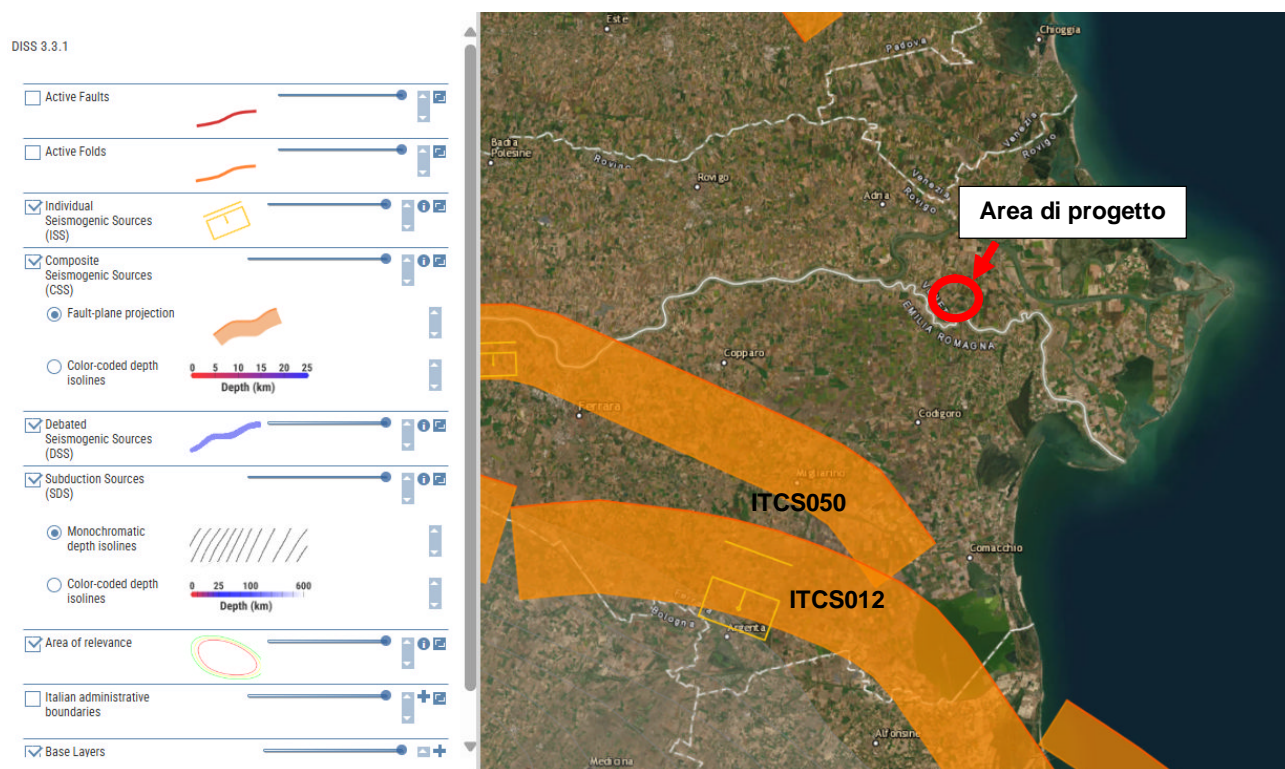 DISS 3.3.1
Active Faults
Active Folds
Individual
Seismogenic Sources
(ISS)
Composite
Seismogenic Sources
(CSS)
Fault-plane projection
Color-coded depth
isolines
0 5 10 15 20 25
Depth (km)
Debated
Seismogenic Sources
(DSS)
Subduction Sources
(SDS)
Monochromatic
depth isolines
Color-coded depth
isolines
0 25 100 300 600
Depth (km)
Area of relevance
Italian administrative
boundaries
Base Layers
Este
Chioggia
Padova
Venezia
Rovigo
Badia
Polesine
Rovigo
Rovigo
Venezia
Rovigo
Adria
Area di progetto
EMILIA ROMAGNA
Copparo
Ferrara
Codigoro
Migliarino
ITCS050
Comacchio
ITCS012
Bologna
Argenta
Alfonsine
Medicina